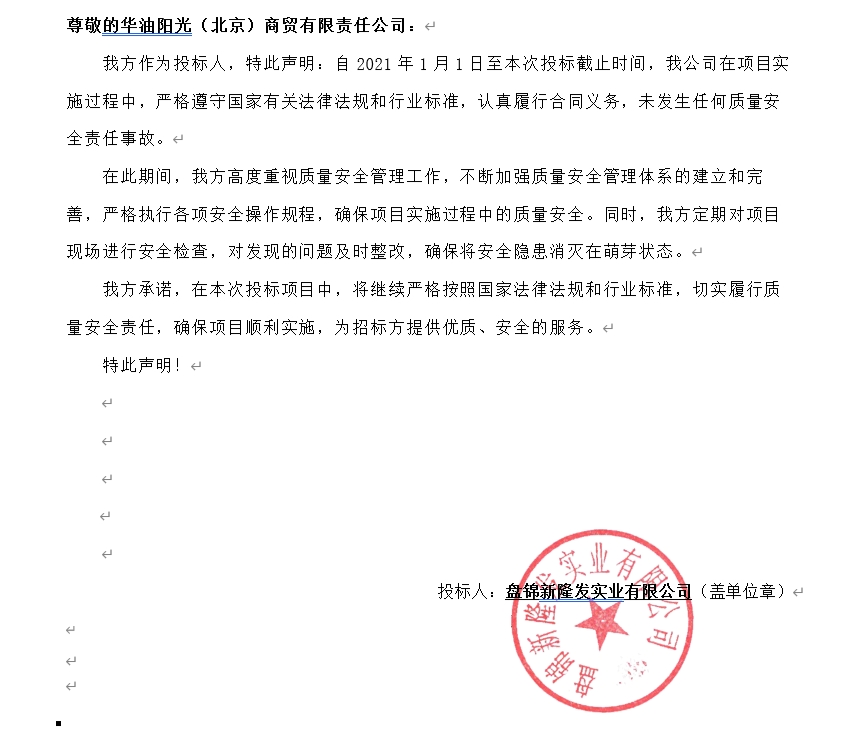 尊敬的华油阳光（北京）商贸有限责任公司：
我方作为投标人，特此声明：自 2021 年 1 月 1 日至本次投标截止时间，我公司在项目实
施过程中，严格遵守国家有关法律法规和行业标准，认真履行合同义务，未发生任何质量安
全责任事故。
在此期间，我方高度重视质量安全管理工作，不断加强质量安全管理体系的建立和完
善，严格执行各项安全操作规程，确保项目实施过程中的质量安全。同时，我方定期对项目
现场进行安全检查，对发现的问题及时整改，确保将安全隐患消灭在萌芽状态。
我方承诺，在本次投标项目中，将继续严格按照国家法律法规和行业标准，切实履行质
量安全责任，确保项目顺利实施，为招标方提供优质、安全的服务。
特此声明！
投标人：盘锦新隆发实业有限公司（盖单位章）
盘锦新隆发实业有限公司